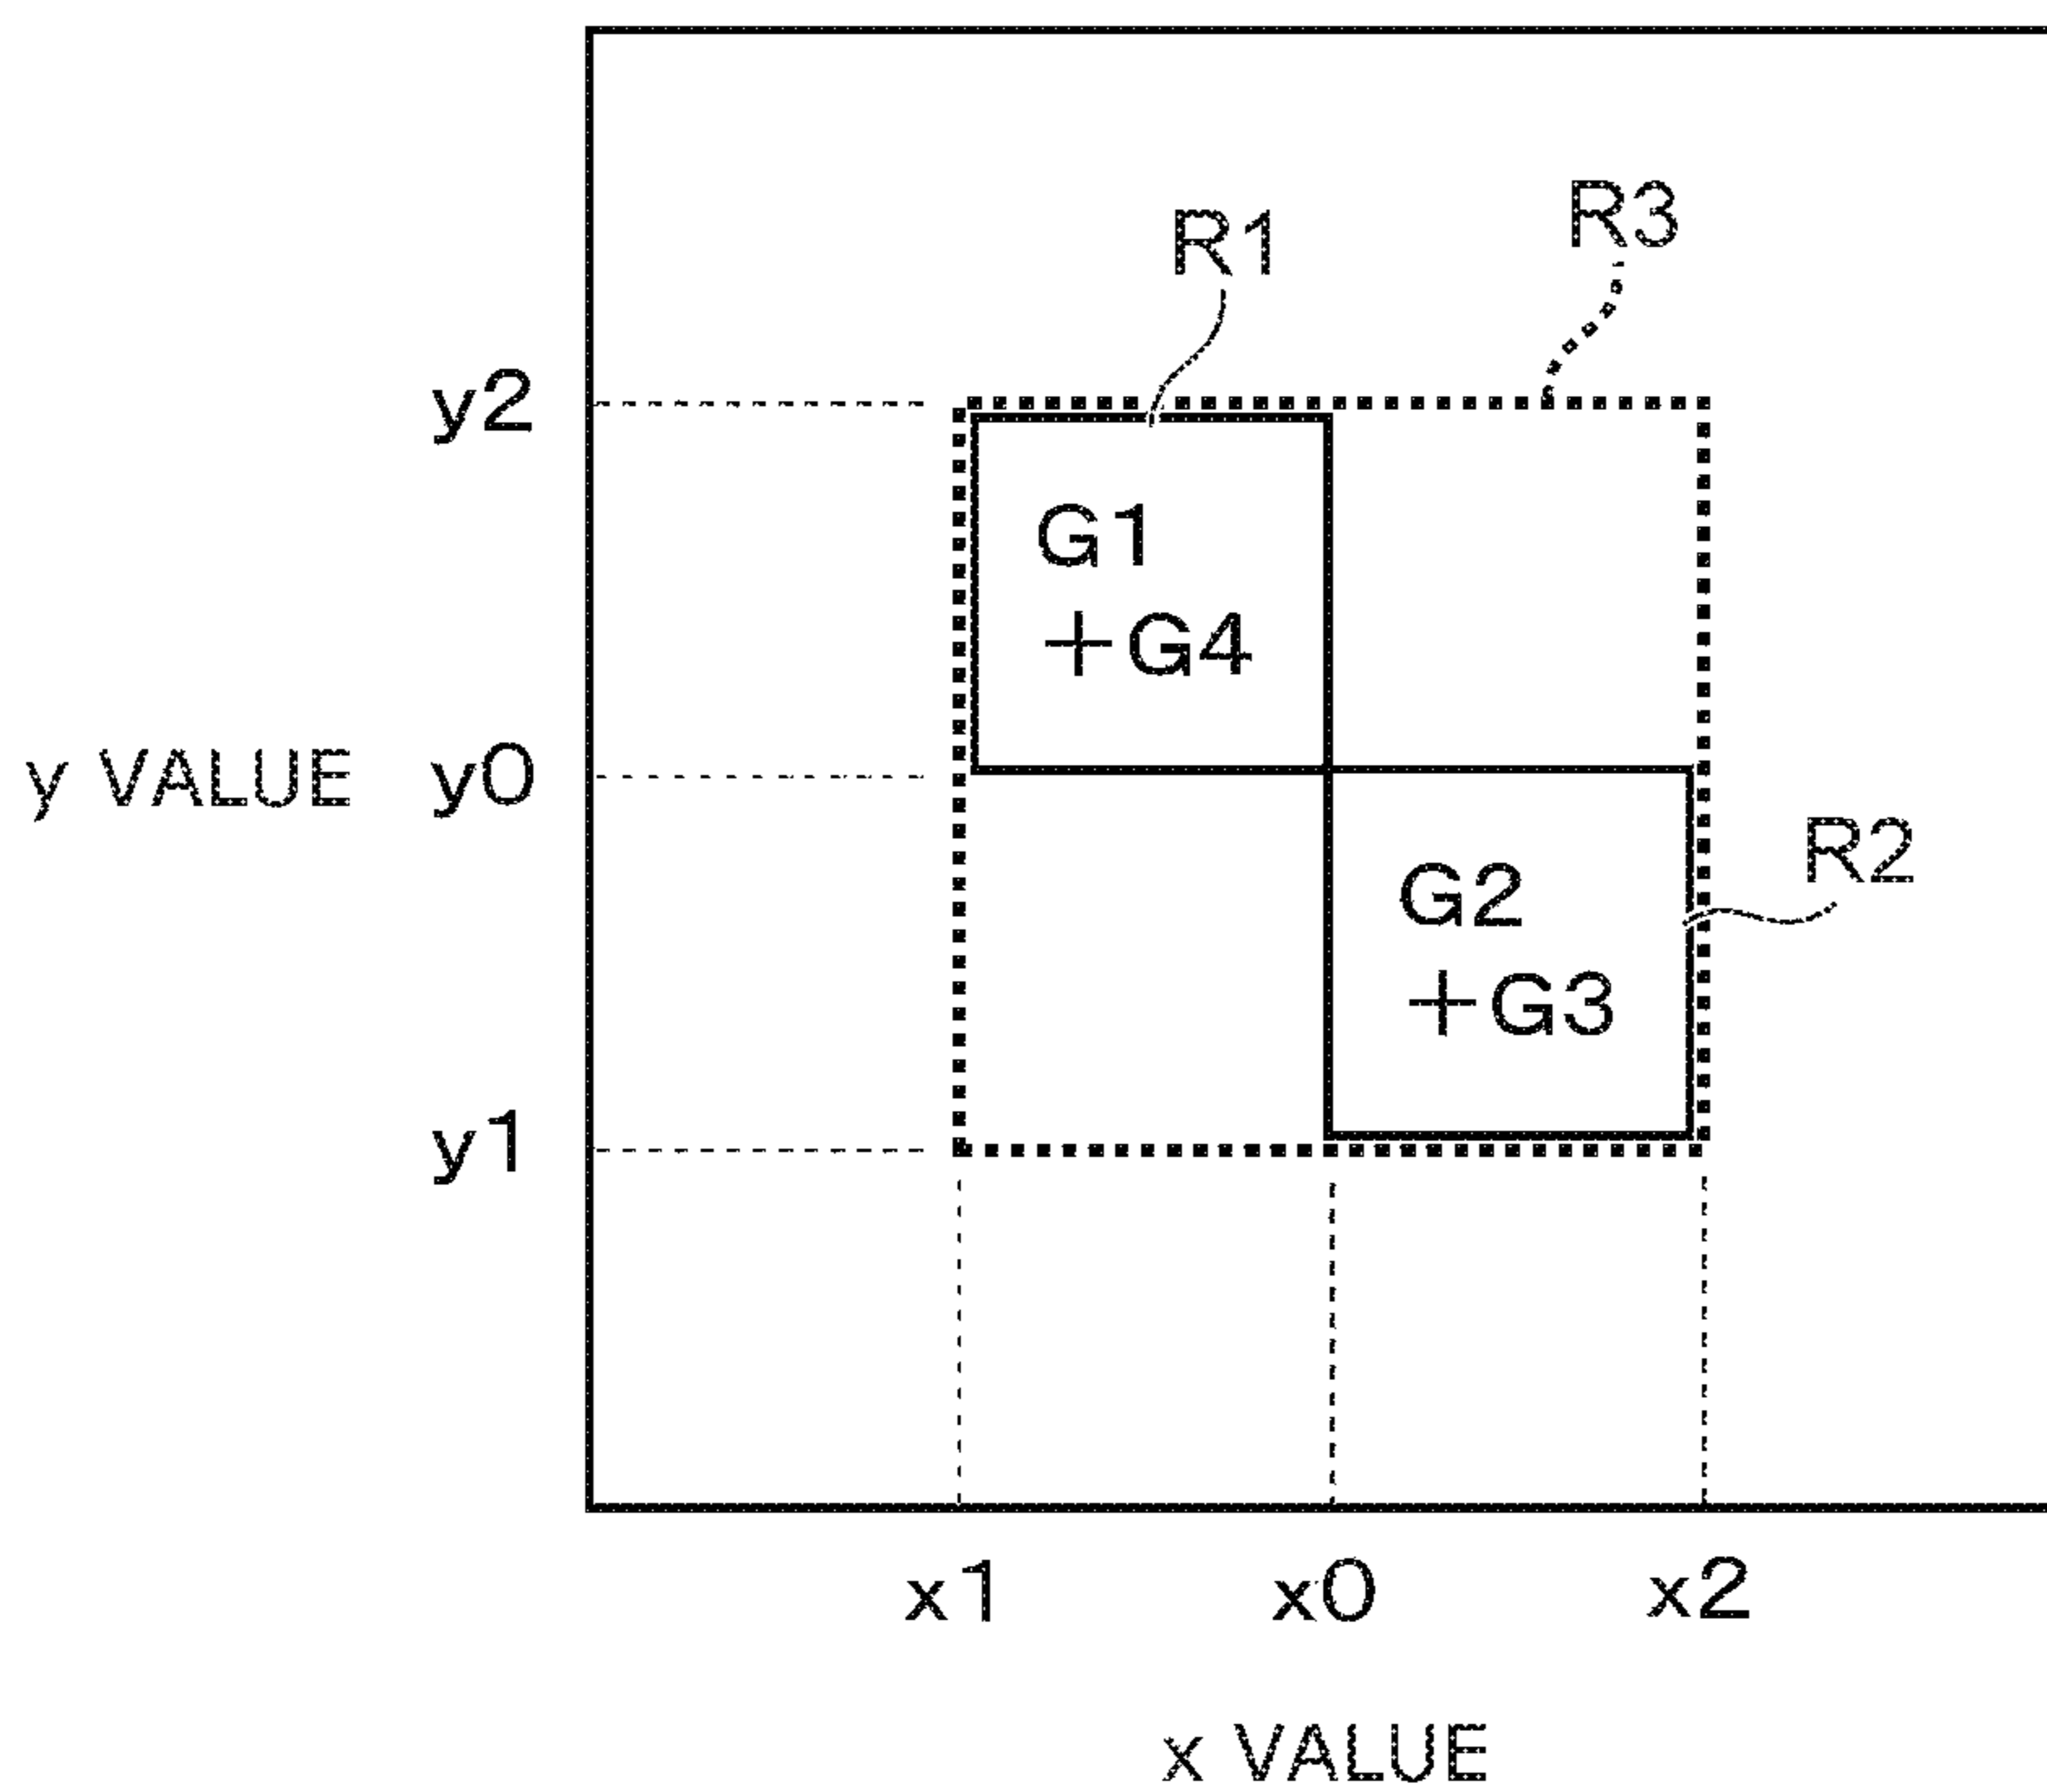 R3
R1
y2
G1
+G4
y VALUE y0
R2
G2
+G3
y1
x1 x0 x2
x VALUE